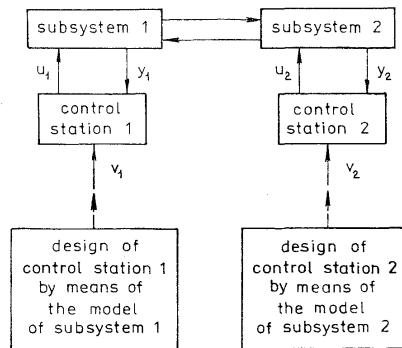 subsystem 1
subsystem 2
u1
y1
u2
y2
control
station 1
control
station 2
v1
v2
design of
control station 1
by means of
the model
of subsystem 1
design of
control station 2
by means of
the model
of subsystem 2